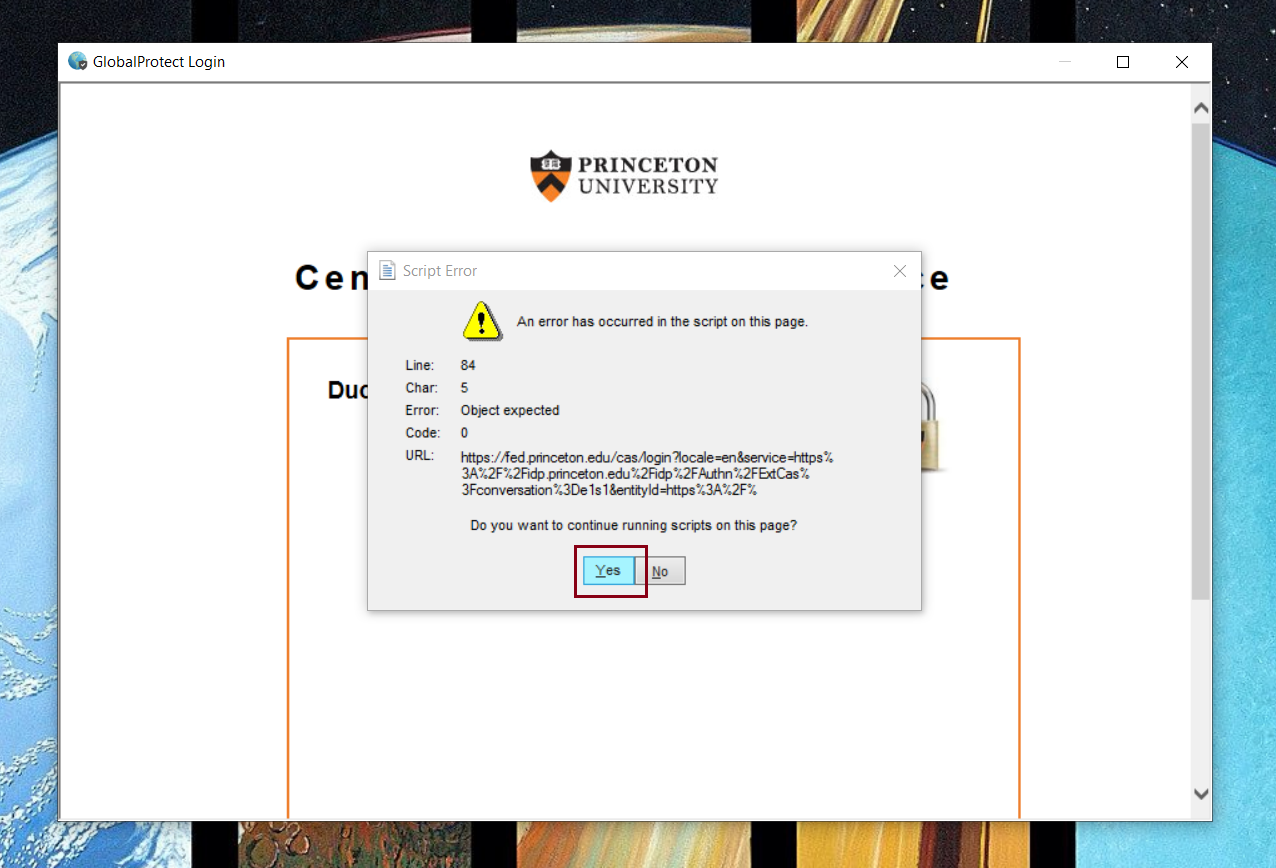 GlobalProtect Login
PRINCETON
UNIVERSITY
Cen
ce
Script Error
An error has occurred in the script on this page.
Duo
Line: 84
Char: 5
Error: Object expected
Code: 0
URL: https://fed.princeton.edu/cas/login?locale=en&service=https%
3A%2F%2Fidp.princeton.edu%2Fidp%2FAuthn%2FExtCas%
3Fconversation%3De1s1&entityId=https%3A%2F%
Do you want to continue running scripts on this page?
Yes No